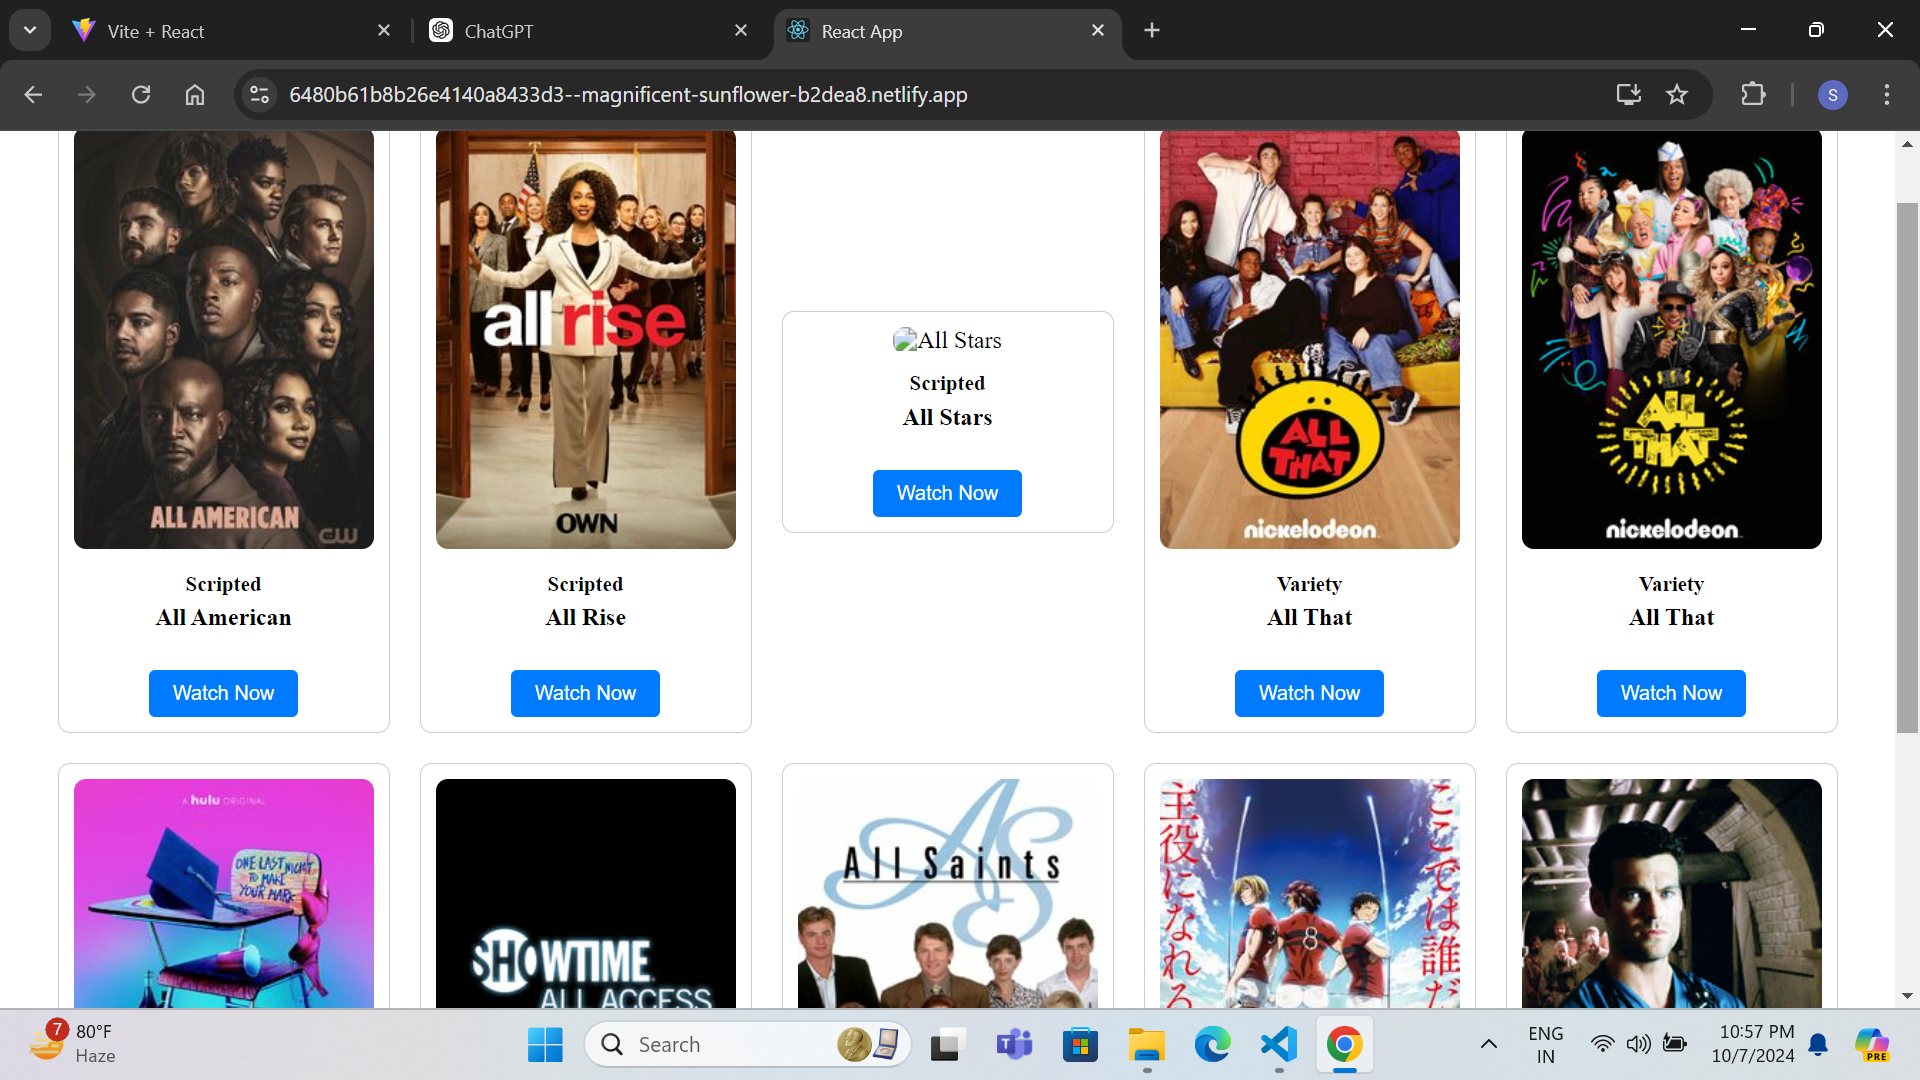 Vite + React
ChatGPT
React App
6480b61b8b26e4140a8433d3--magnificent-sunflower-b2dea8.netlify.app
S
ALL AMERICAN
CW
Scripted
All American
Watch Now
all rise
OWN
Scripted
All Rise
Watch Now
All Stars
Scripted
All Stars
Watch Now
ALL
THAT
nickelodeon
Variety
All That
Watch Now
ALL
THAT
nickelodeon
Variety
All That
Watch Now
A hulu ORIGINAL
ONE LAST NIGHT
TO MAKE
YOUR MARK
SHOWTIME
ALL ACCESS
AS
All Saints
主役になれる
ここでは誰だ
8
7
80°F
Haze
Search
T
ENG
IN
10:57 PM
10/7/2024
PRE